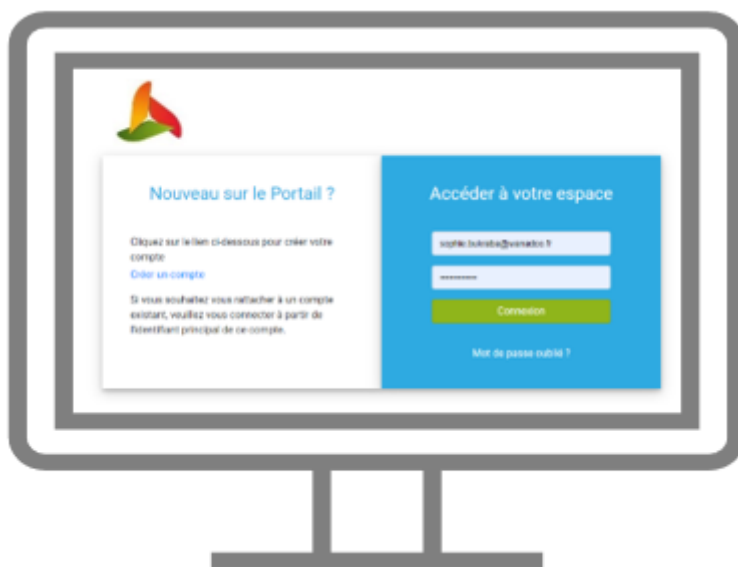 Nouveau sur le Portail ?
Cliquez sur le lien ci-dessous pour créer votre
compte
Créer un compte
Si vous souhaitez vous rattacher à un compte
existant, veuillez vous connecter à partir de
l'identifiant principal de ce compte.
Accéder à votre espace
Connexion
Mot de passe oublié ?